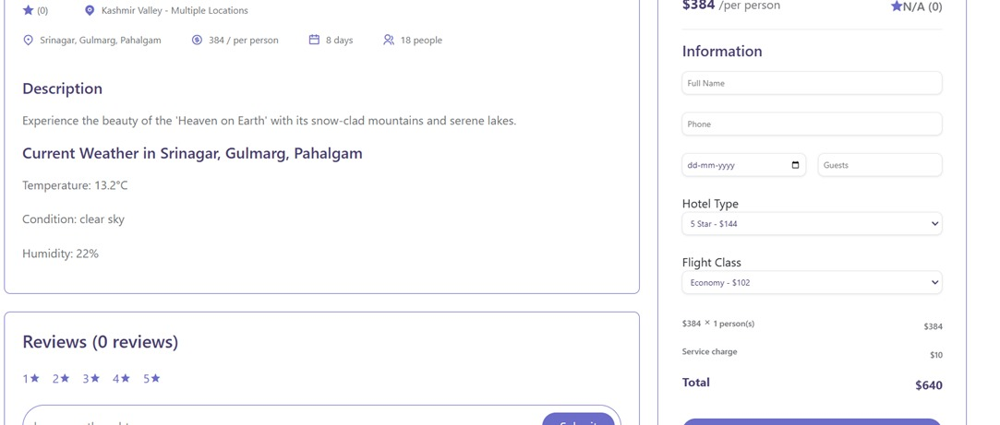 (0) Kashmir Valley - Multiple Locations
Srinagar, Gulmarg, Pahalgam 384 / per person 8 days 18 people
Description
Experience the beauty of the 'Heaven on Earth' with its snow-clad mountains and serene lakes.
Current Weather in Srinagar, Gulmarg, Pahalgam
Temperature: 13.2°C
Condition: clear sky
Humidity: 22%
Reviews (0 reviews)
1 2 3 4 5
Submit
$384 /per person N/A (0)
Information
Full Name
Phone
dd-mm-yyyy Guests
Hotel Type
5 Star - $144
Flight Class
Economy - $102
$384 × 1 person(s) $384
Service charge $10
Total $640